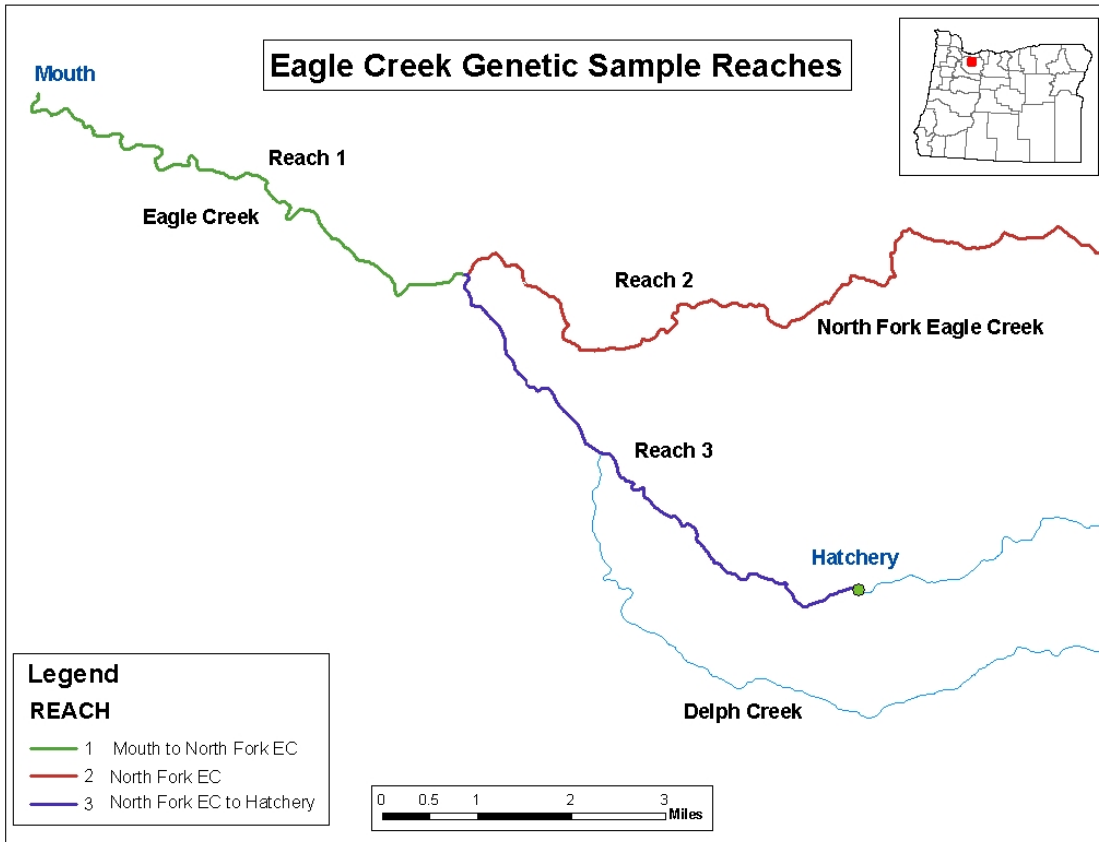 Eagle Creek Genetic Sample Reaches
Mouth
Reach 1
Eagle Creek
Reach 2
North Fork Eagle Creek
Reach 3
Hatchery
Delph Creek
Legend
REACH
1 Mouth to North Fork EC
2 North Fork EC
3 North Fork EC to Hatchery
0 0.5 1 2 3
Miles